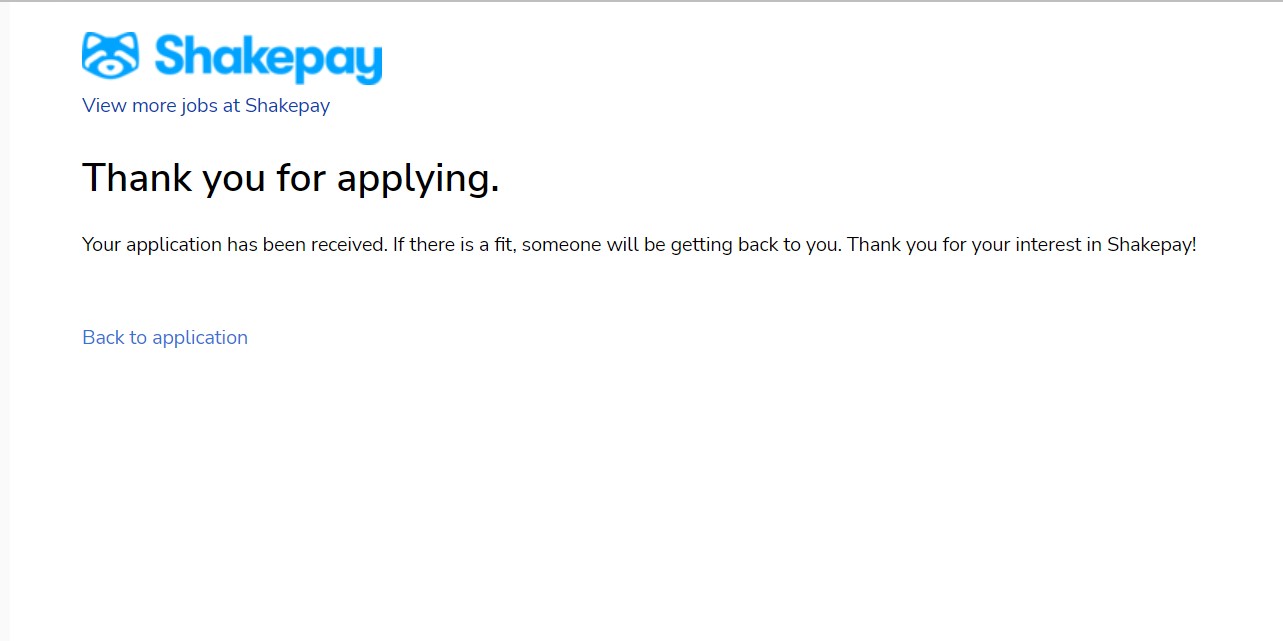 Shakepay
View more jobs at Shakepay
Thank you for applying.
Your application has been received. If there is a fit, someone will be getting back to you. Thank you for your interest in Shakepay!
Back to application